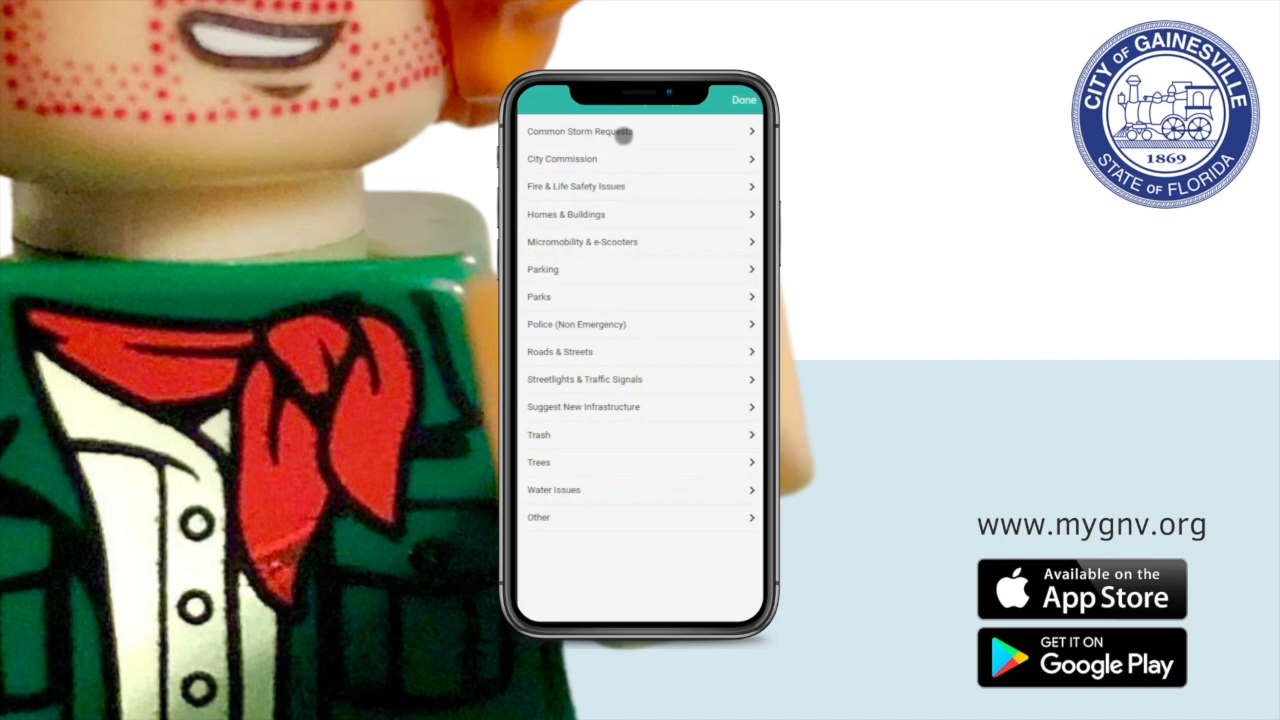 Done
Common Storm Requests
City Commission
Fire & Life Safety Issues
Homes & Buildings
Micromobility & e-Scooters
Parking
Parks
Police (Non Emergency)
Roads & Streets
Streetlights & Traffic Signals
Suggest New Infrastructure
Trash
Trees
Water Issues
Other
CITY OF GAINESVILLE
1869
STATE OF FLORIDA
www.mygnv.org
Available on the
App Store
GET IT ON
Google Play